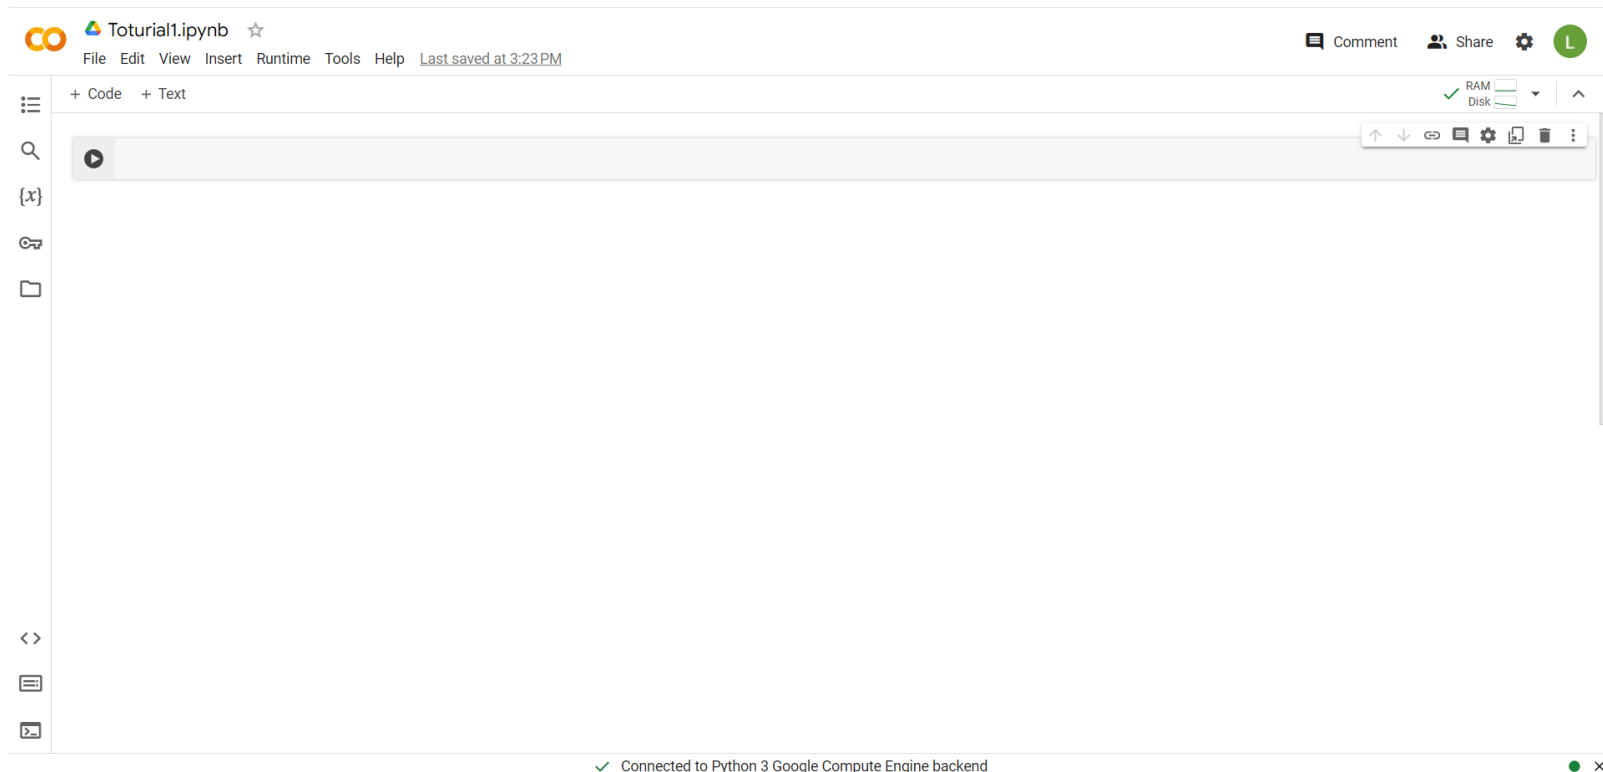 Toturial1.ipynb
File Edit View Insert Runtime Tools Help Last saved at 3:23 PM
Comment
Share
L
+ Code + Text
RAM
Disk
{x}
Connected to Python 3 Google Compute Engine backend